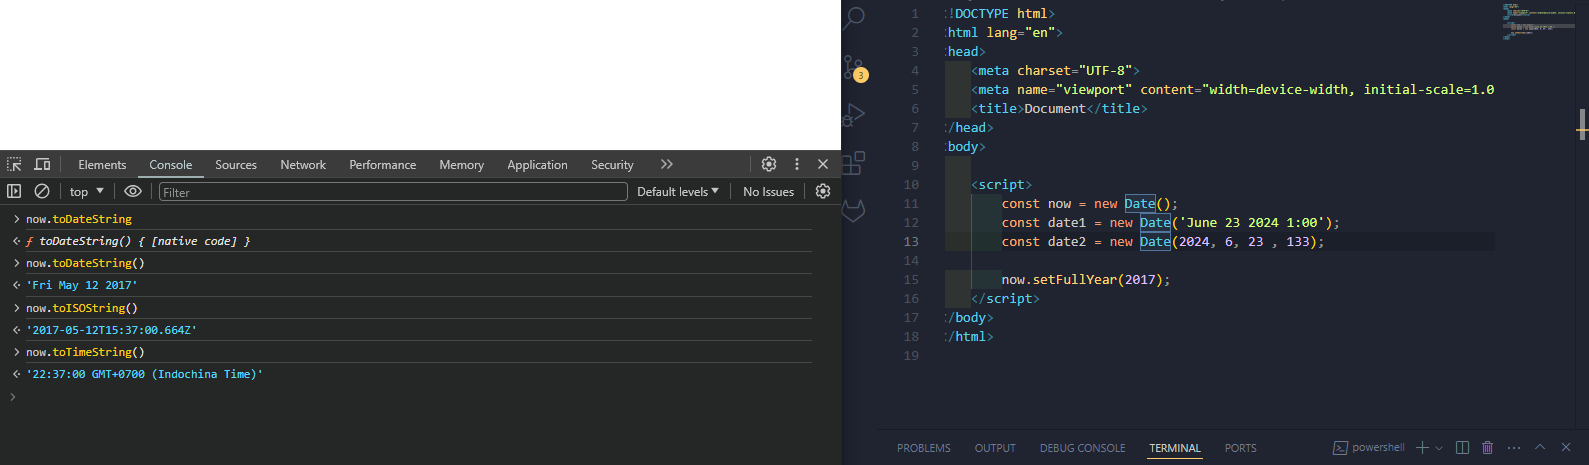 Elements Console Sources Network Performance Memory Application Security
top Filter Default levels No Issues
now.toDateString
ƒ toDateString() { [native code] }
now.toDateString()
'Fri May 12 2017'
now.toISOString()
'2017-05-12T15:37:00.664Z'
now.toTimeString()
'22:37:00 GMT+0700 (Indochina Time)'
3
1 <!DOCTYPE html>
2 <html lang="en">
3 <head>
4 <meta charset="UTF-8">
5 <meta name="viewport" content="width=device-width, initial-scale=1.0
6 <title>Document</title>
7 </head>
8 <body>
9
10 <script>
11 const now = new Date();
12 const date1 = new Date('June 23 2024 1:00');
13 const date2 = new Date(2024, 6, 23 , 133);
14
15 now.setFullYear(2017);
16 </script>
17 </body>
18 </html>
19
PROBLEMS OUTPUT DEBUG CONSOLE TERMINAL PORTS powershell